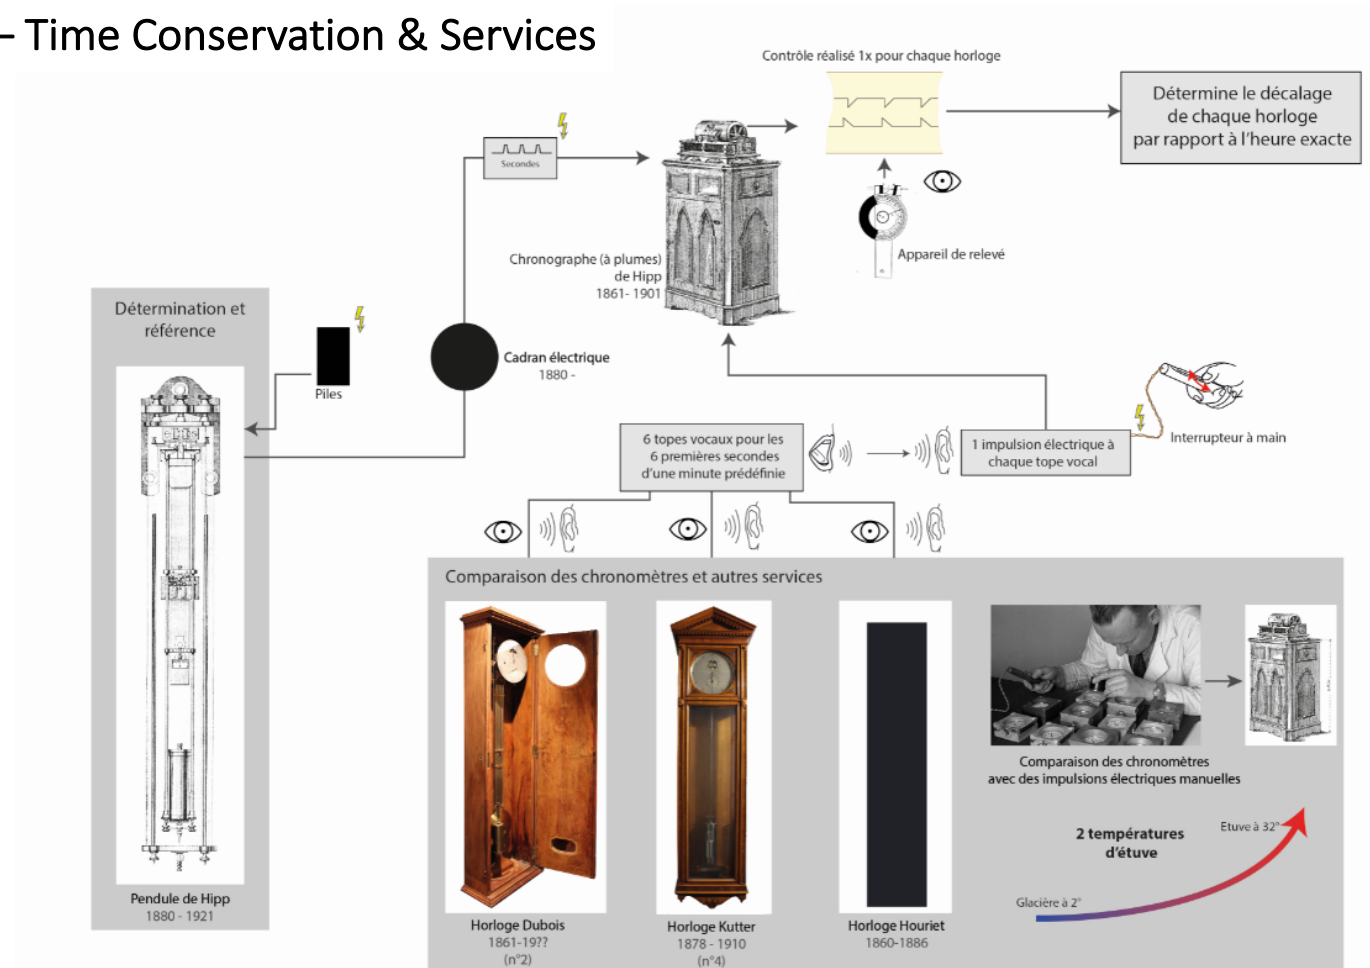 – Time Conservation & Services
Contrôle réalisé 1x pour chaque horloge
Détermine le décalage
de chaque horloge
par rapport à l'heure exacte
Secondes
Appareil de relevé
Chronographe (à plumes)
de Hipp
1861- 1901
Détermination et
référence
Piles
Cadran électrique
1880 -
6 topes vocaux pour les
6 premières secondes
d'une minute prédéfinie
1 impulsion électrique à
chaque tope vocal
Interrupteur à main
Comparaison des chronomètres et autres services
Comparaison des chronomètres
avec des impulsions électriques manuelles
2 températures
d'étuve
Etuve à 32°
Glacière à 2°
Pendule de Hipp
1880 - 1921
Horloge Dubois
1861-19??
(n°2)
Horloge Kutter
1878 - 1910
(n°4)
Horloge Houriet
1860-1886